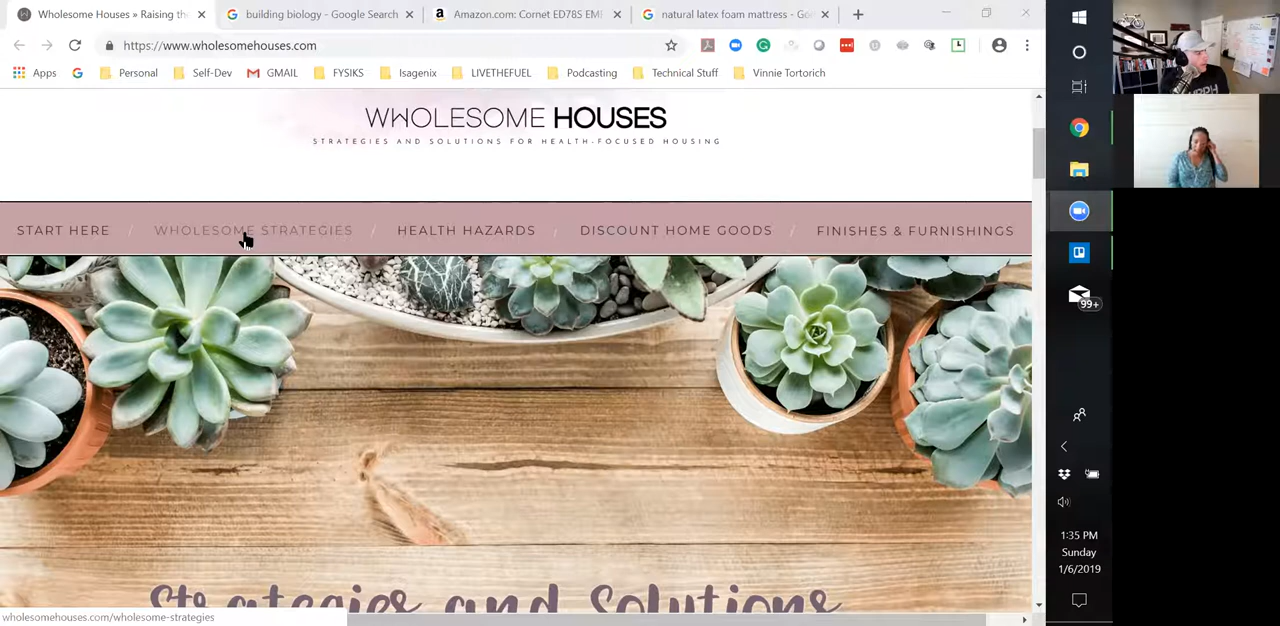 Wholesome Houses » Raising th
building biology - Google Search
Amazon.com: Cornet ED78S EMF
natural latex foam mattress - Goo
https://www.wholesomehouses.com
Apps
Personal
Self-Dev
GMAIL
FYSIKS
Isagenix
LIVETHEFUEL
Podcasting
Technical Stuff
Vinnie Tortorich
WHOLESOME HOUSES
STRATEGIES AND SOLUTIONS FOR HEALTH-FOCUSED HOUSING
START HERE / WHOLESOME STRATEGIES / HEALTH HAZARDS / DISCOUNT HOME GOODS / FINISHES & FURNISHINGS
Strategies and Solutions
wholesomehouses.com/wholesome-strategies
99+
1:35 PM
Sunday
1/6/2019